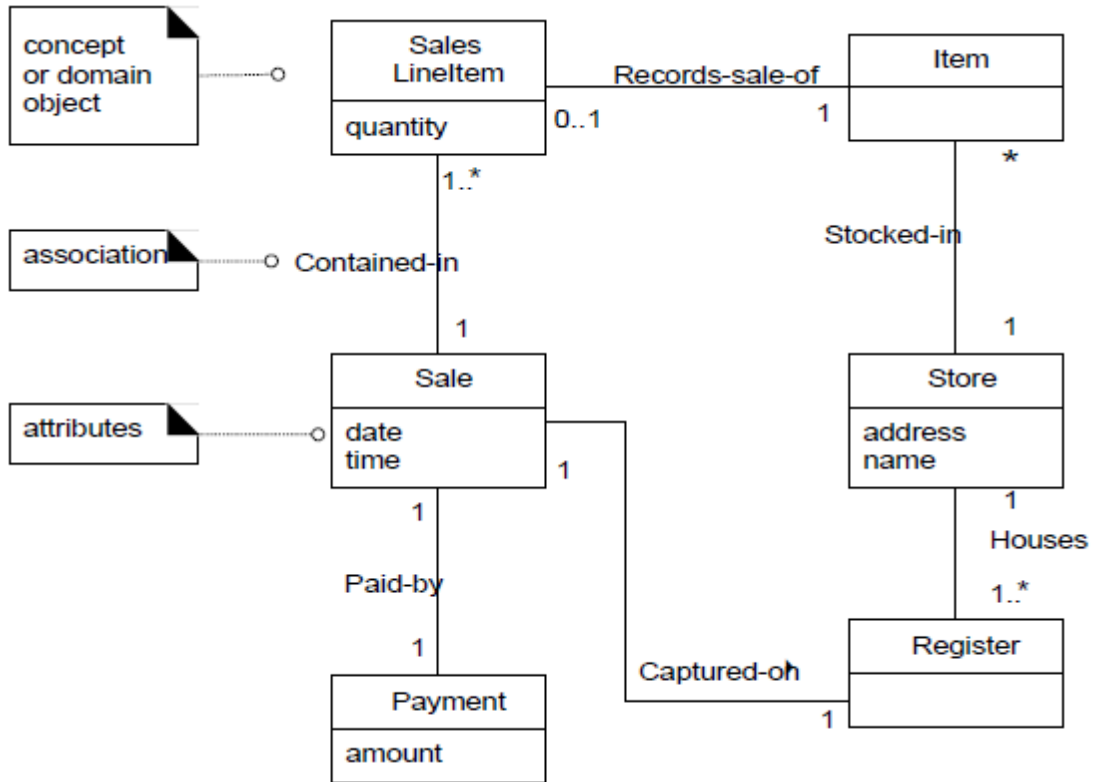 concept
or domain
object
Sales
LineItem
quantity
Records-sale-of
0..1
1
Item
1..*
*
association
Contained-in
Stocked-in
1
1
attributes
Sale
date
time
1
Store
address
name
1
1
Houses
Paid-by
1..*
1
Register
Captured-on
1
Payment
amount